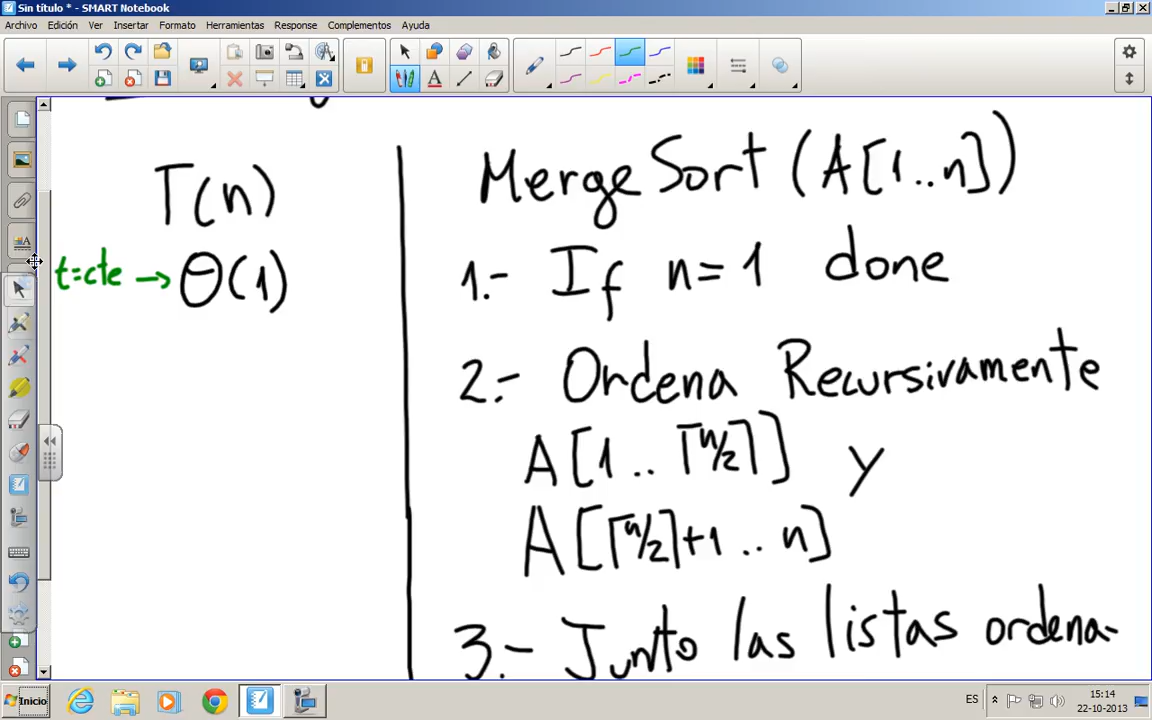 Sin título * - SMART Notebook
Archivo Edición Ver Insertar Formato Herramientas Response Complementos Ayuda
T(n)
t=cte → Θ(1)
MergeSort (A[1..n])
1.- If n=1 done
2.- Ordena Recursivamente
A[1..⌈n/2⌉] y
A[⌈n/2⌉+1..n]
3.- Junto las listas ordena-
Inicio
ES
15:14
22-10-2013